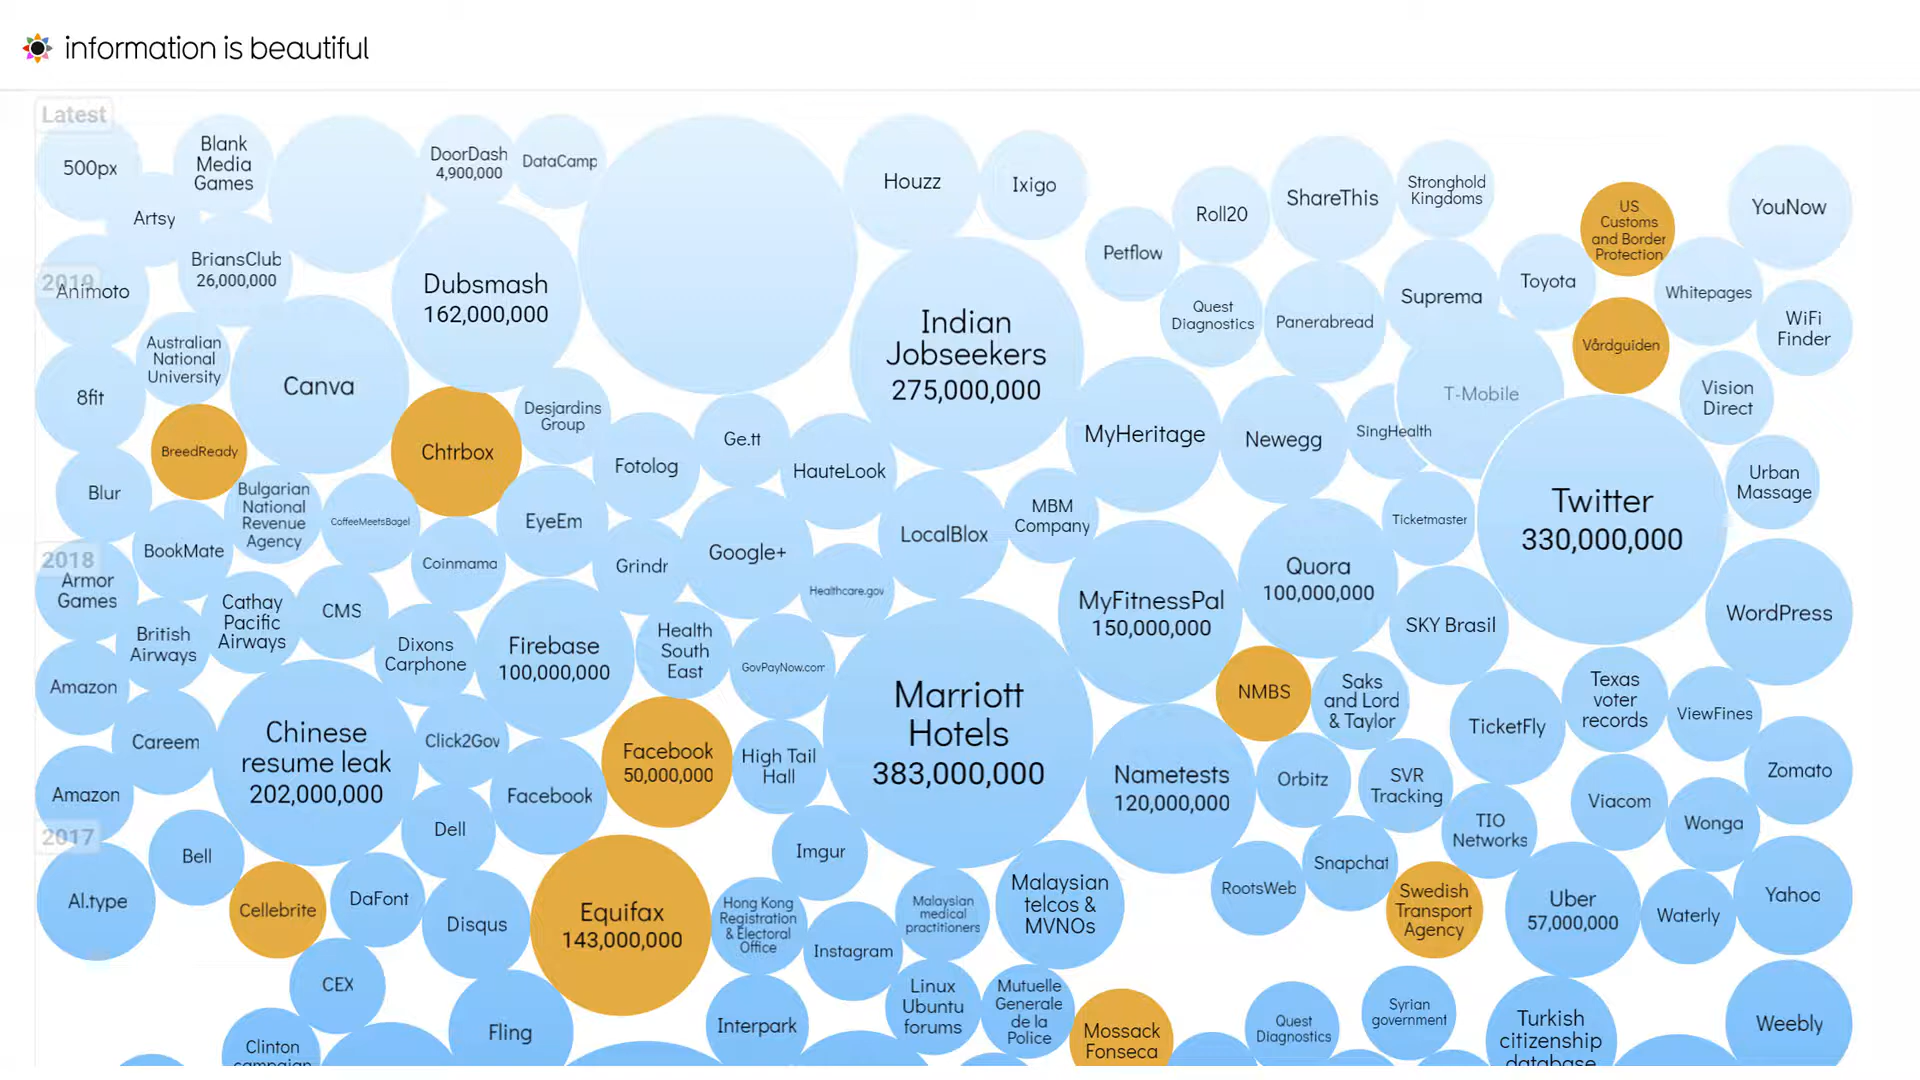 information is beautiful
Latest
500px
Blank
Media
Games
DoorDash
4,900,000
DataCamp
Houzz
Ixigo
Artsy
Petflow
Roll20
ShareThis
Stronghold
Kingdoms
US
Customs
and Border
Protection
YouNow
2019
Animoto
BriansClub
26,000,000
Dubsmash
162,000,000
Indian
Jobseekers
275,000,000
Quest
Diagnostics
Panerabread
Suprema
Toyota
Whitepages
Vårdguiden
WiFi
Finder
Australian
National
University
8fit
Canva
BreedReady
Chtrbox
Desjardins
Group
Fotolog
Ge.tt
HauteLook
MyHeritage
Newegg
SingHealth
T-Mobile
Vision
Direct
Blur
Bulgarian
National
Revenue
Agency
CoffeeMeetsBagel
EyeEm
LocalBlox
MBM
Company
Ticketmaster
Twitter
330,000,000
Urban
Massage
2018
Armor
Games
BookMate
Coinmama
Grindr
Google+
Healthcare.gov
Quora
100,000,000
MyFitnessPal
150,000,000
SKY Brasil
WordPress
Cathay
Pacific
Airways
CMS
British
Airways
Dixons
Carphone
Firebase
100,000,000
Health
South
East
GovPayNow.com
Amazon
Careem
Chinese
resume leak
202,000,000
Click2Gov
Facebook
Facebook
50,000,000
High Tail
Hall
Marriott
Hotels
383,000,000
NMBS
Saks
and Lord
& Taylor
Texas
voter
records
TicketFly
ViewFines
Nametests
120,000,000
Orbitz
SVR
Tracking
Viacom
Zomato
Amazon
2017
Bell
Dell
Imgur
TIO
Networks
Wonga
Al.type
Cellebrite
DaFont
Disqus
Equifax
143,000,000
Hong Kong
Registration
& Electoral
Office
Instagram
Malaysian
medical
practitioners
Malaysian
telcos &
MVNOs
RootsWeb
Snapchat
Swedish
Transport
Agency
Uber
57,000,000
Waterly
Yahoo
CEX
Fling
Interpark
Linux
Ubuntu
forums
Mutuelle
Generale
de la
Police
Mossack
Fonseca
Quest
Diagnostics
Syrian
government
Turkish
citizenship
database
Weebly
Clinton
campaign